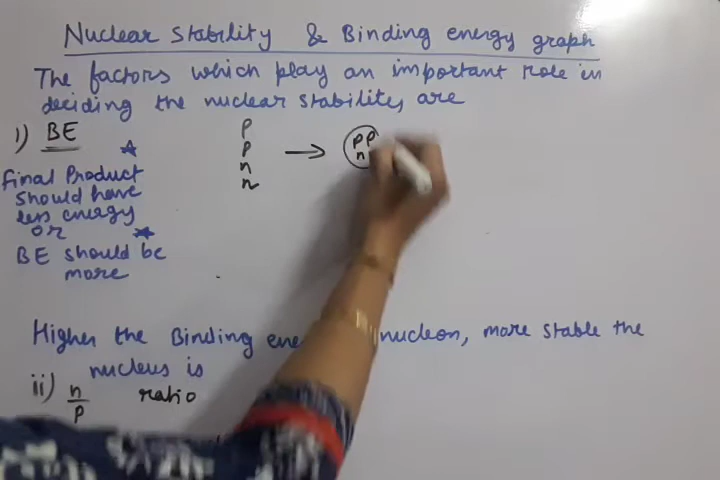 Nuclear Stability & Binding energy graph
The factors which play an important role in
deciding the nuclear stability are
i) BE
p
p
n
n
→
p p
n
Final Product
should have
less energy
or
BE should be
more
Higher the Binding nucleon, more stable the
nucleus is
ii) n/p ratio